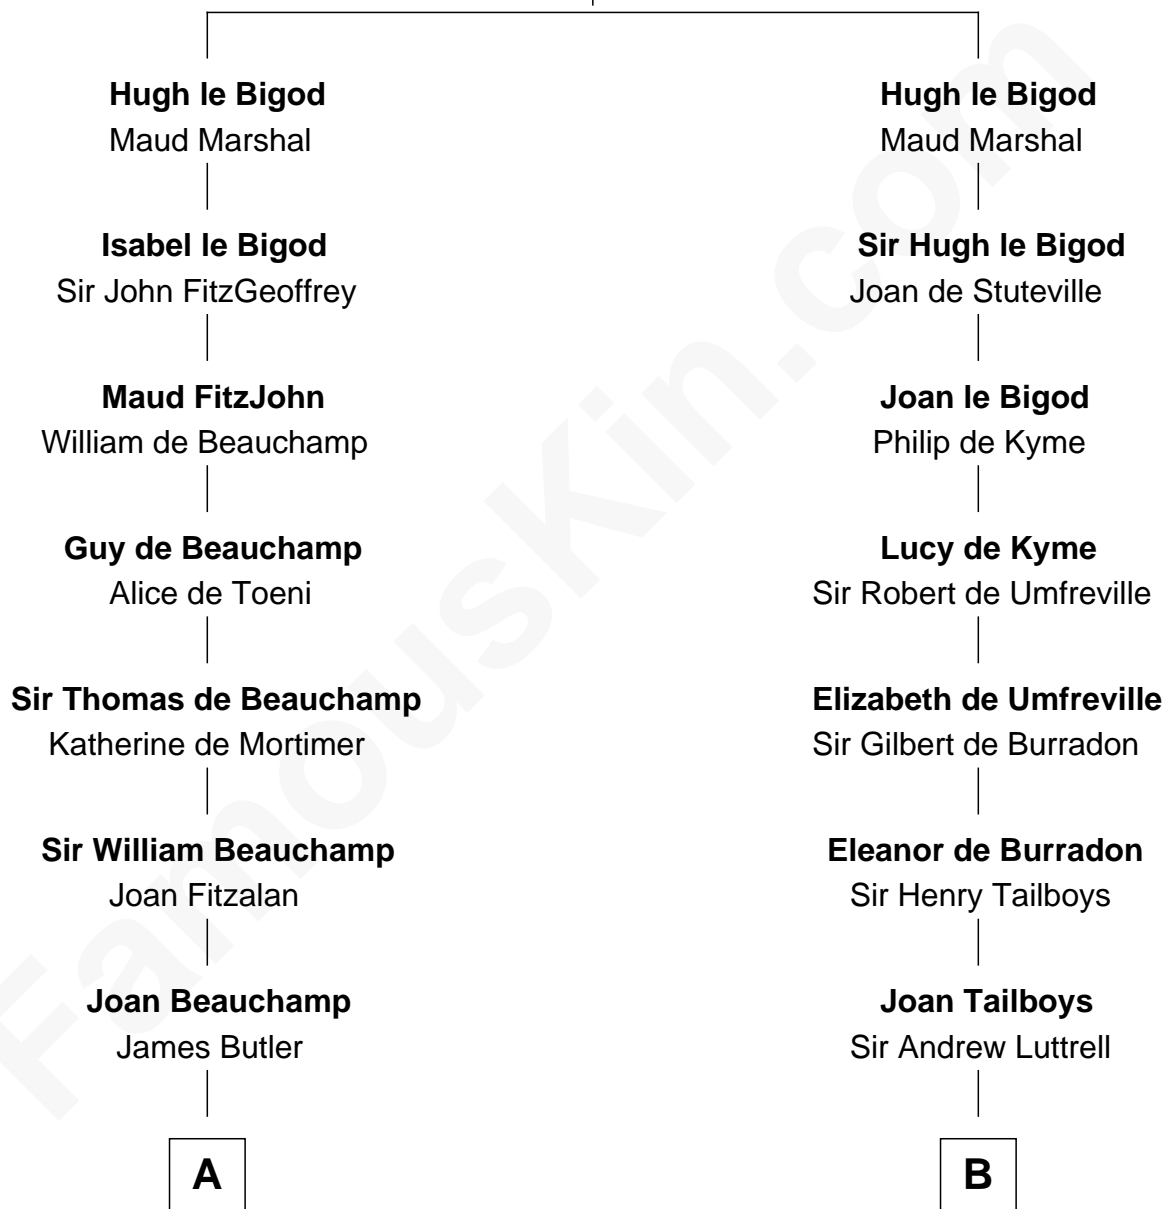 Hugh le Bigod
Maud Marshal
Isabel le Bigod
Sir John FitzGeoffrey
Maud FitzJohn
William de Beauchamp
Guy de Beauchamp
Alice de Toeni
Sir Thomas de Beauchamp
Katherine de Mortimer
Sir William Beauchamp
Joan Fitzalan
Joan Beauchamp
James Butler
A
Hugh le Bigod
Maud Marshal
Sir Hugh le Bigod
Joan de Stuteville
Joan le Bigod
Philip de Kyme
Lucy de Kyme
Sir Robert de Umfreville
Elizabeth de Umfreville
Sir Gilbert de Burradon
Eleanor de Burradon
Sir Henry Tailboys
Joan Tailboys
Sir Andrew Luttrell
B
FamousKin.com